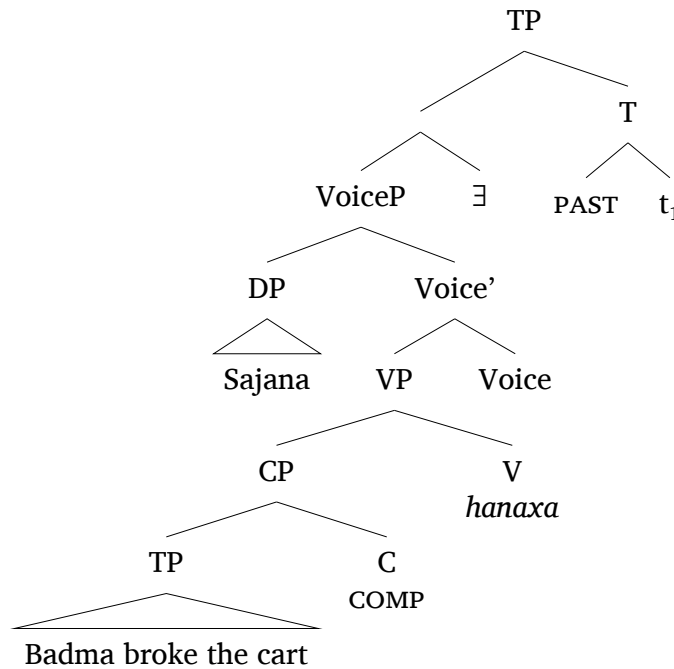 TP
T
VoiceP ∃ PAST t₁
DP Voice’
Sajana VP Voice
CP V
hanaxa
TP C
COMP
Badma broke the cart